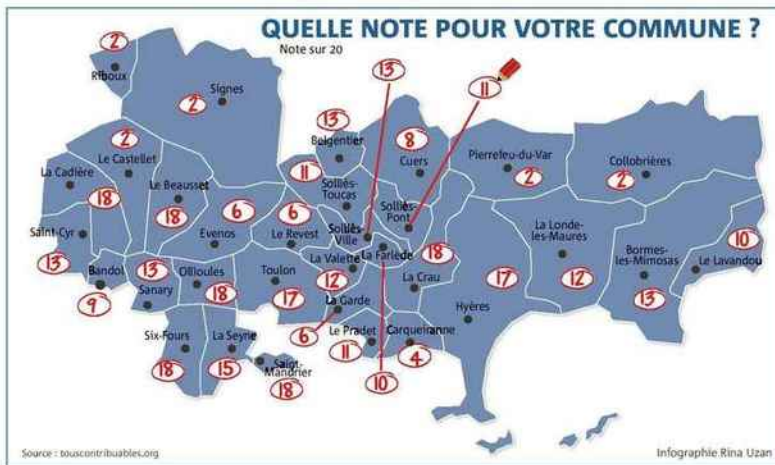 QUELLE NOTE POUR VOTRE COMMUNE ?
Note sur 20
2
Riboux
Signes
2
13
11
13
Belgentier
8
Cuers
Pierrefeu-du-Var
2
Collobrières
2
2
Le Castellet
La Cadière
18
Le Beausset
18
11
Solliès-
Toucas
Solliès-
Pont
6
Evenos
6
Le Revest
Solliès-
Ville
La Farlède
18
La Londe-
les-Maures
12
Bormes-
les-Mimosas
13
10
Le Lavandou
Saint-Cyr
13
Bandol
9
13
Sanary
Ollioules
18
Toulon
17
La Valette
12
La Crau
17
Hyères
La Garde
6
Le Pradet
11
Carqueiranne
4
10
Six-Fours
18
La Seyne
15
Saint-
Mandrier
18
Source : touscontribuables.org
Infographie Rina Uzan